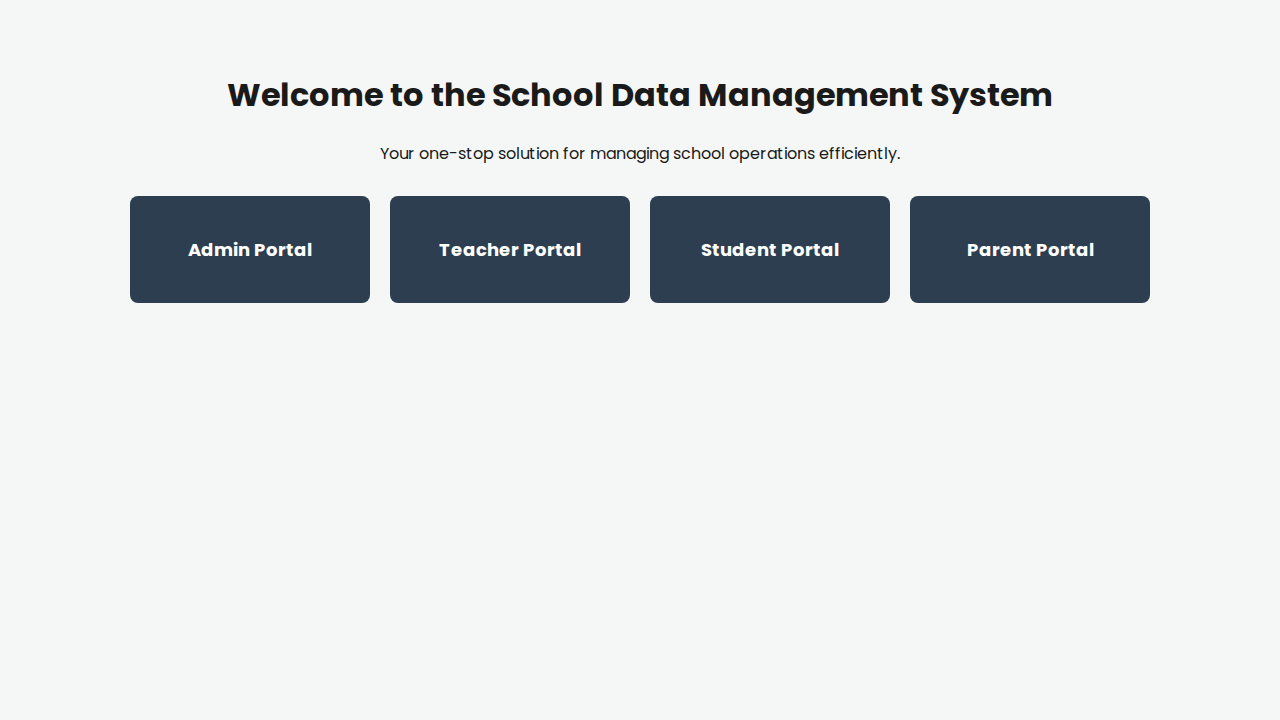 Welcome to the School Data Management System
Your one-stop solution for managing school operations efficiently.
Admin Portal
Teacher Portal
Student Portal
Parent Portal